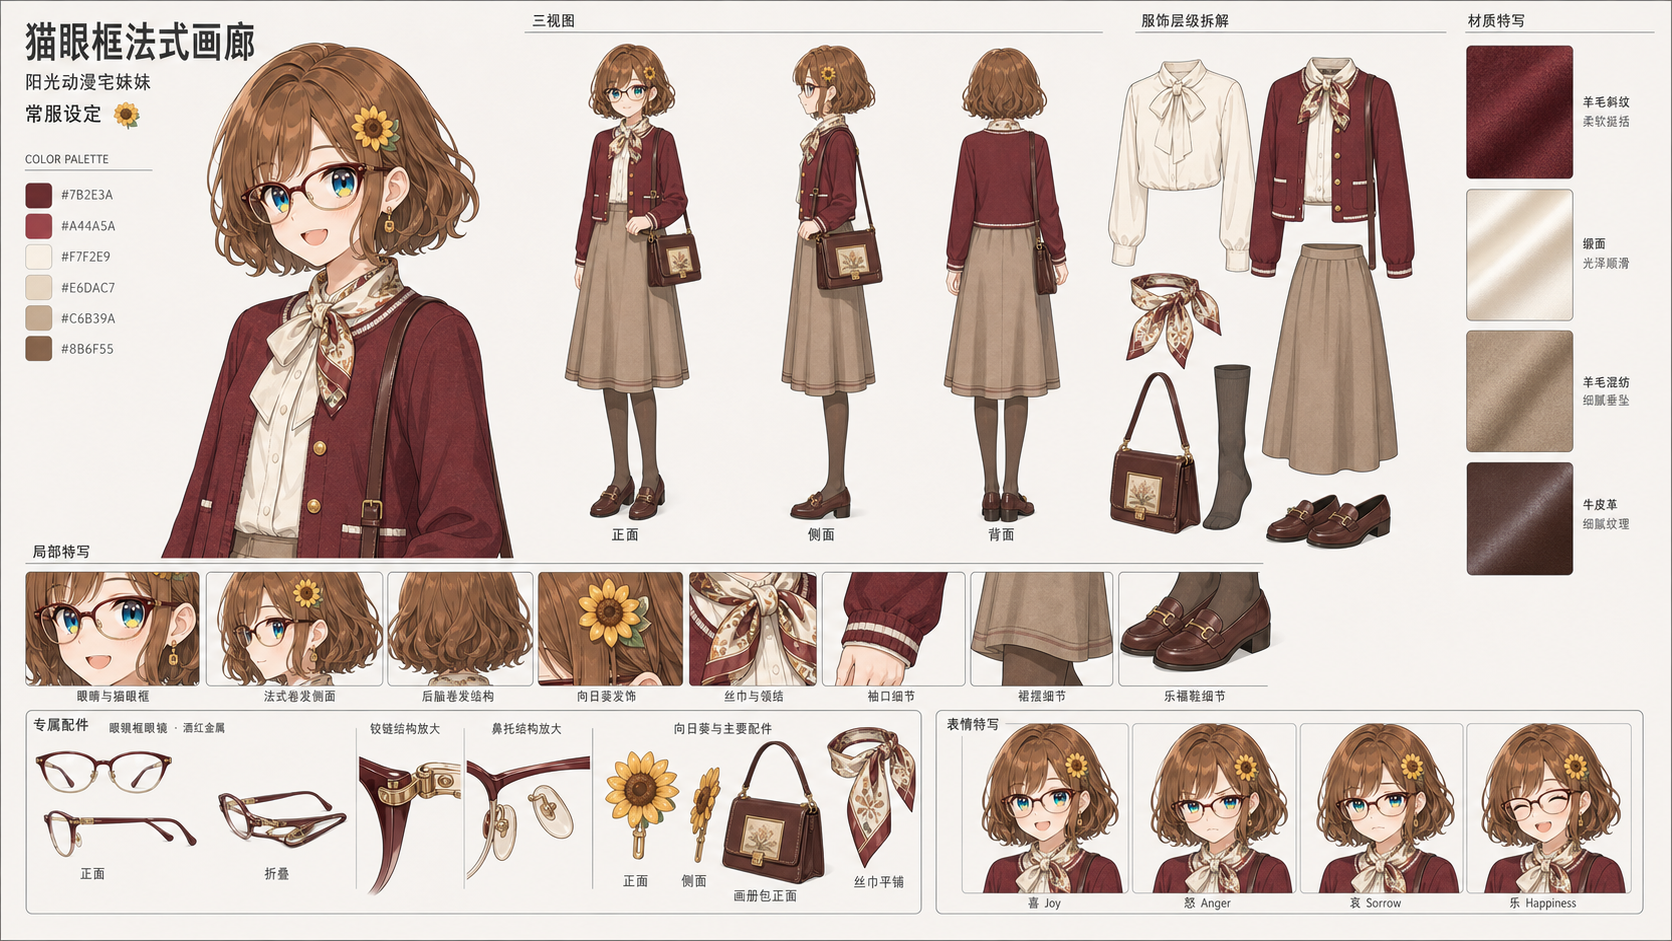 猫眼框法式画廊
阳光动漫宅妹妹
常服设定
COLOR PALETTE
#7B2E3A
#A44A5A
#F7F2E9
#E6DAC7
#C6B39A
#8B6F55
三视图
正面
侧面
背面
服饰层级拆解
材质特写
羊毛斜纹
柔软挺括
缎面
光泽顺滑
羊毛混纺
细腻垂坠
牛皮革
细腻纹理
局部特写
眼睛与猫眼框
法式卷发侧面
后脑卷发结构
向日葵发饰
丝巾与领结
袖口细节
裙摆细节
乐福鞋细节
专属配件
眼镜框眼镜 · 酒红金属
正面
折叠
铰链结构放大
鼻托结构放大
向日葵与主要配件
正面
侧面
画册包正面
丝巾平铺
表情特写
喜 Joy
怒 Anger
哀 Sorrow
乐 Happiness